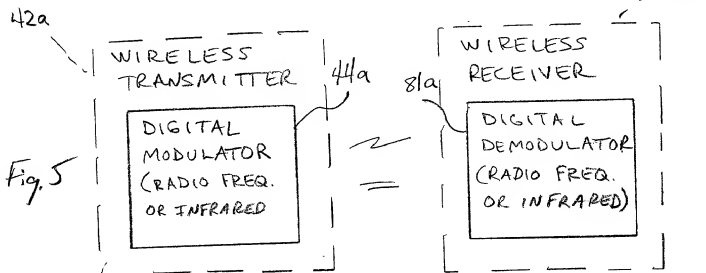 42a
WIRELESS
TRANSMITTER
44a
DIGITAL
MODULATOR
(RADIO FREQ.
OR INFRARED
Fig. 5
WIRELESS
RECEIVER
81a
DIGITAL
DEMODULATOR
(RADIO FREQ.
OR INFRARED)